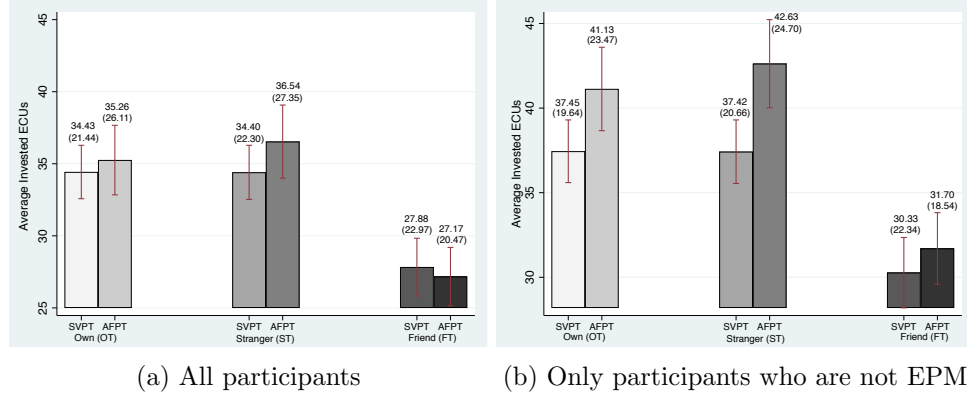 45
40
35
30
25
Average Invested ECUs
34.43
(21.44)
35.26
(26.11)
34.40
(22.30)
36.54
(27.35)
27.88
(22.97)
27.17
(20.47)
SVPT AFPT
Own (OT)
SVPT AFPT
Stranger (ST)
SVPT AFPT
Friend (FT)
(a) All participants
45
40
35
30
Average Invested ECUs
37.45
(19.64)
41.13
(23.47)
37.42
(20.66)
42.63
(24.70)
30.33
(22.34)
31.70
(18.54)
SVPT AFPT
Own (OT)
SVPT AFPT
Stranger (ST)
SVPT AFPT
Friend (FT)
(b) Only participants who are not EPM